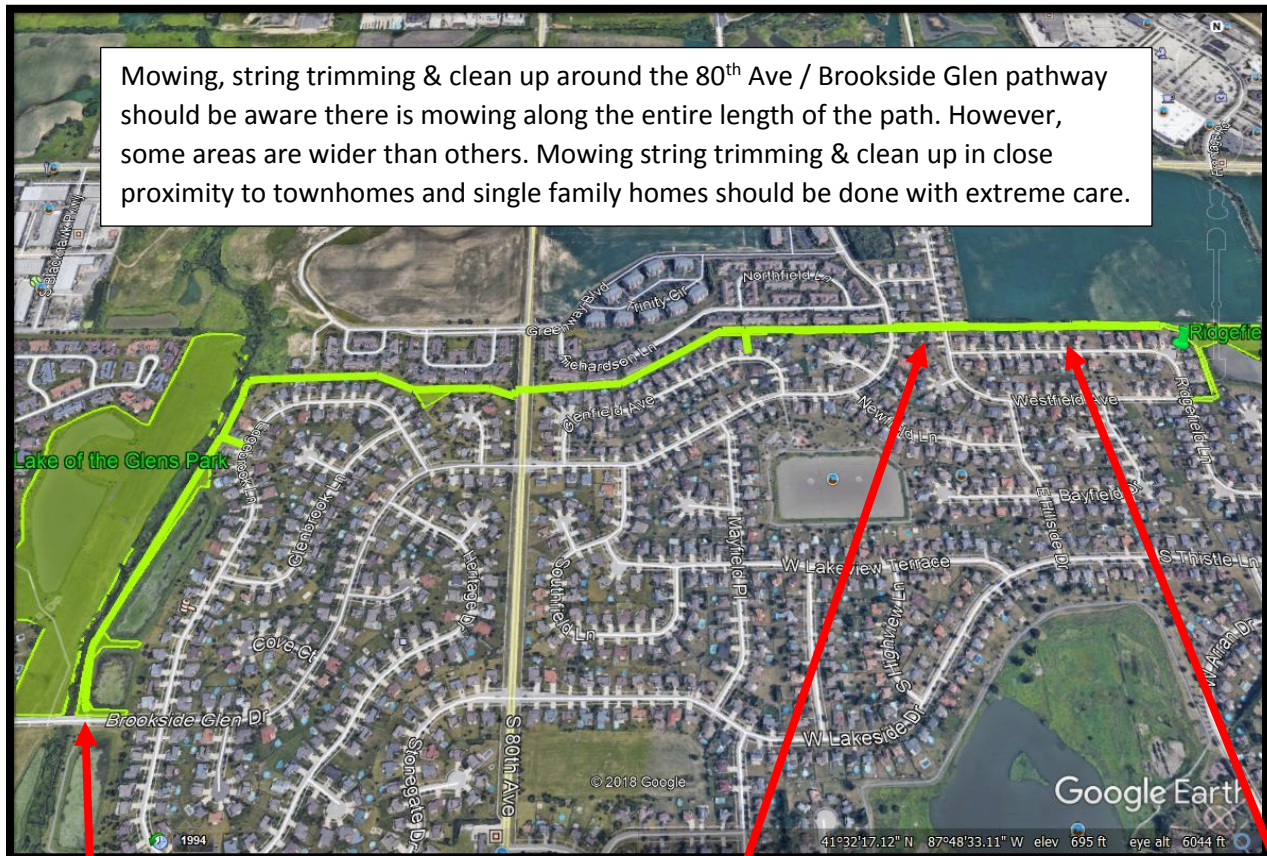 Mowing, string trimming & clean up around the 80th Ave / Brookside Glen pathway
should be aware there is mowing along the entire length of the path. However,
some areas are wider than others. Mowing string trimming & clean up in close
proximity to townhomes and single family homes should be done with extreme care.
N
Northfield Ln
Trinity Cir
Greenway Blvd
Richardson Ln
Ridgefie
Glenfield Ave
Westfield Ave
Ridgefield Ln
Newfield Ln
Lake of the Glens Park
Glenbrook Ln
Bayfield Dr
E Hillside Dr
Mayfield Pl
Heritage Dr
W Lakeview Terrace
S Thistle Ln
Southfield Ln
Highview Ln S
Cove Ct
W Arran Dr
Brookside Glen Dr
S 80th Ave
W Lakeside Dr
Stonegate Dr
© 2018 Google
Google Earth
1994
41°32'17.12" N 87°48'33.11" W elev 695 ft eye alt 6044 ft